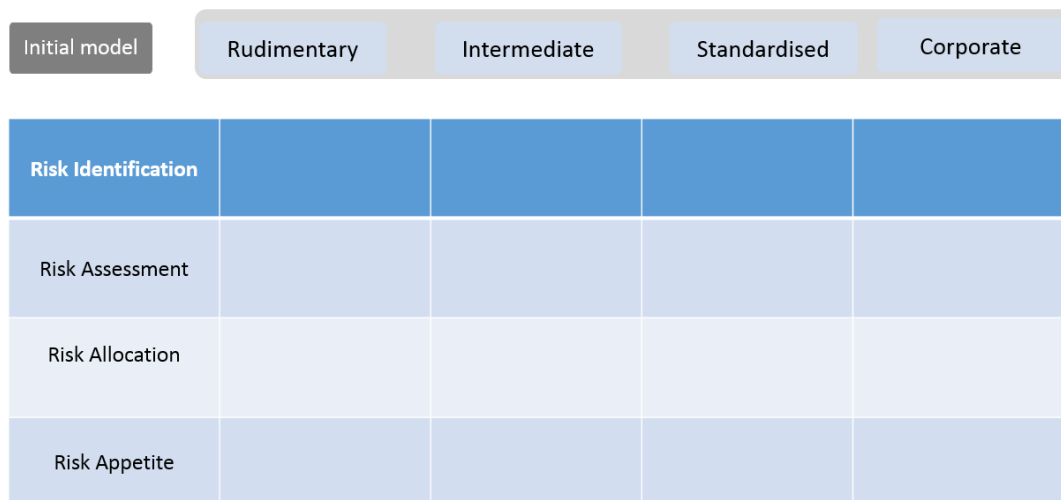 Initial model
Rudimentary
Intermediate
Standardised
Corporate
Risk Identification
Risk Assessment
Risk Allocation
Risk Appetite